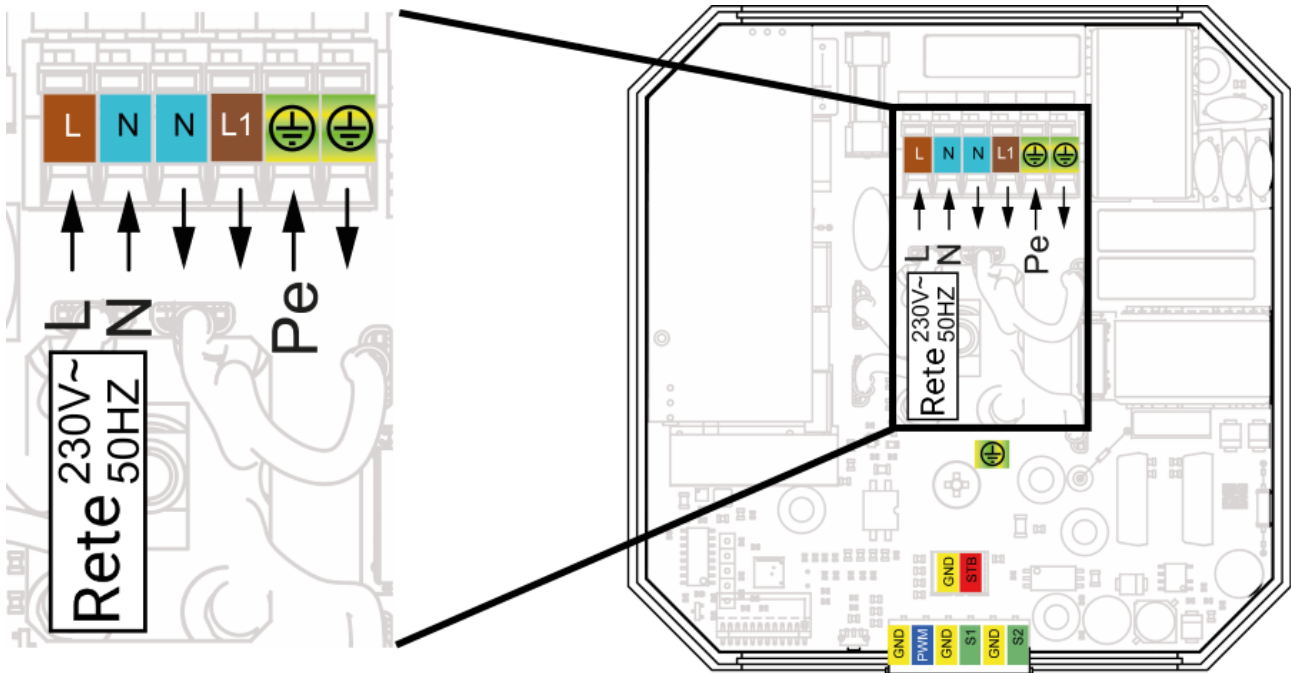 L N N L1
L
N
Pe
Rete 230V~
50HZ
L N N L1
L
N
Pe
Rete 230V~
50HZ
GND
STB
GND
PWM
GND
S1
GND
S2